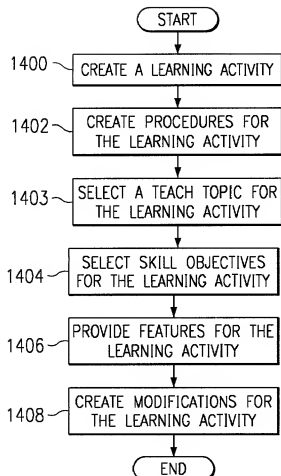 START
1400
CREATE A LEARNING ACTIVITY
1402
CREATE PROCEDURES FOR
THE LEARNING ACTIVITY
1403
SELECT A TEACH TOPIC FOR
THE LEARNING ACTIVITY
1404
SELECT SKILL OBJECTIVES
FOR THE LEARNING ACTIVITY
1406
PROVIDE FEATURES FOR THE
LEARNING ACTIVITY
1408
CREATE MODIFICATIONS FOR
THE LEARNING ACTIVITY
END